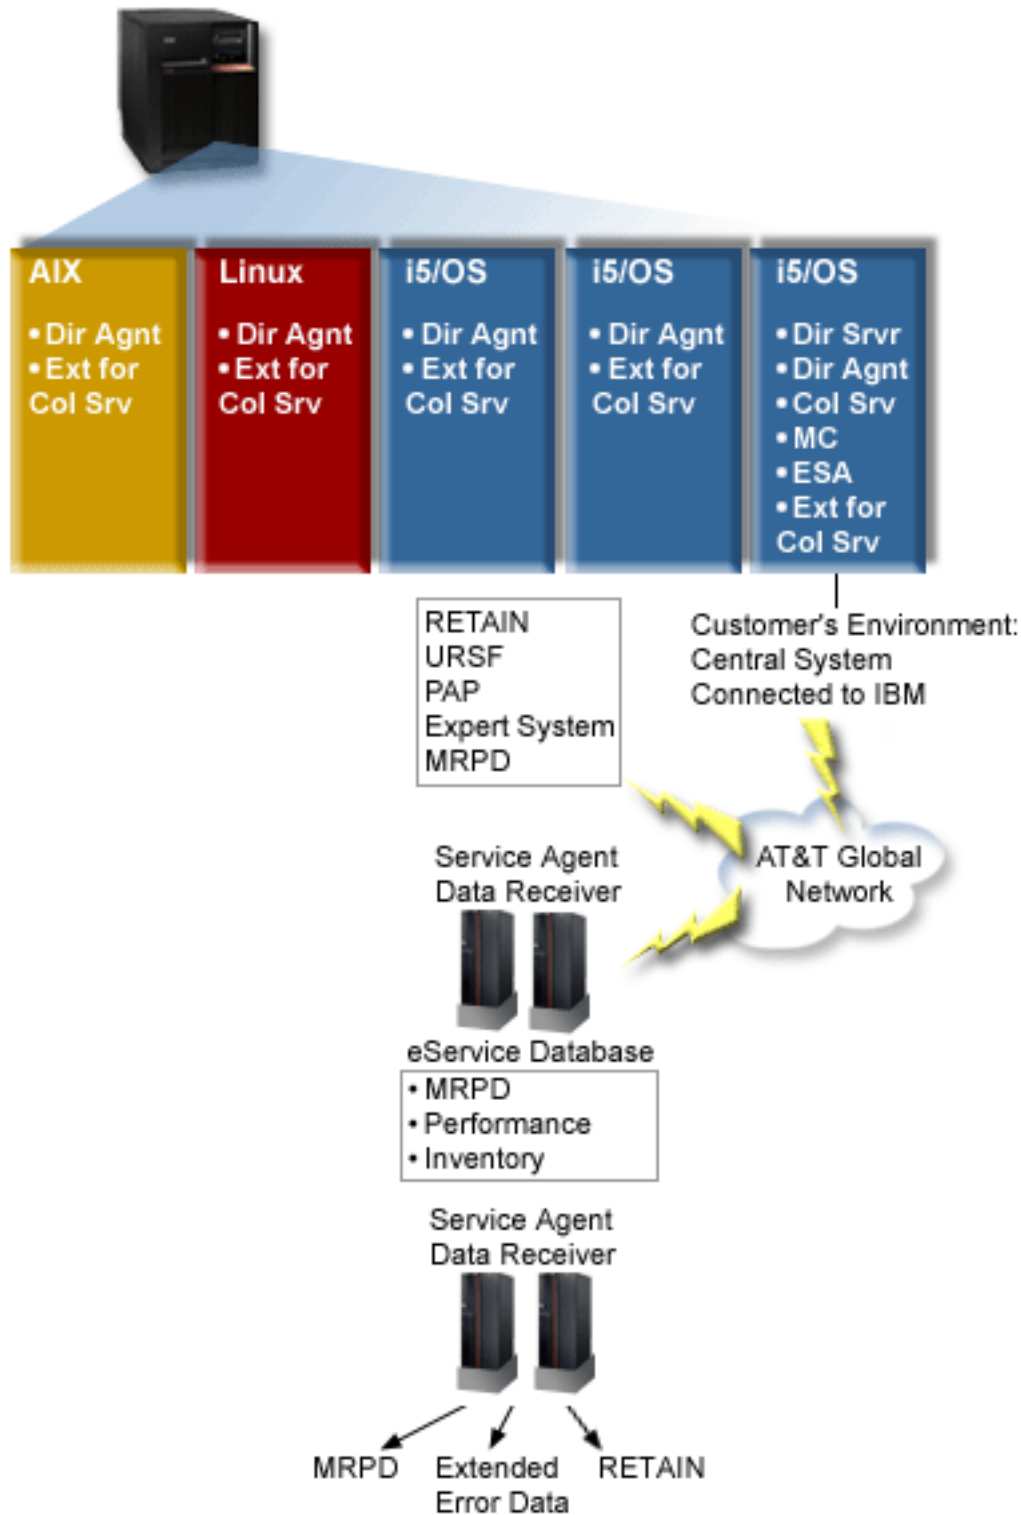 AIX
• Dir Agnt
• Ext for
Col Srv
Linux
• Dir Agnt
• Ext for
Col Srv
i5/OS
• Dir Agnt
• Ext for
Col Srv
i5/OS
• Dir Agnt
• Ext for
Col Srv
i5/OS
• Dir Srvr
• Dir Agnt
• Col Srv
• MC
• ESA
• Ext for
Col Srv
RETAIN
URSF
PAP
Expert System
MRPD
Customer's Environment:
Central System
Connected to IBM
AT&T Global
Network
Service Agent
Data Receiver
eService Database
• MRPD
• Performance
• Inventory
Service Agent
Data Receiver
MRPD
Extended
Error Data
RETAIN